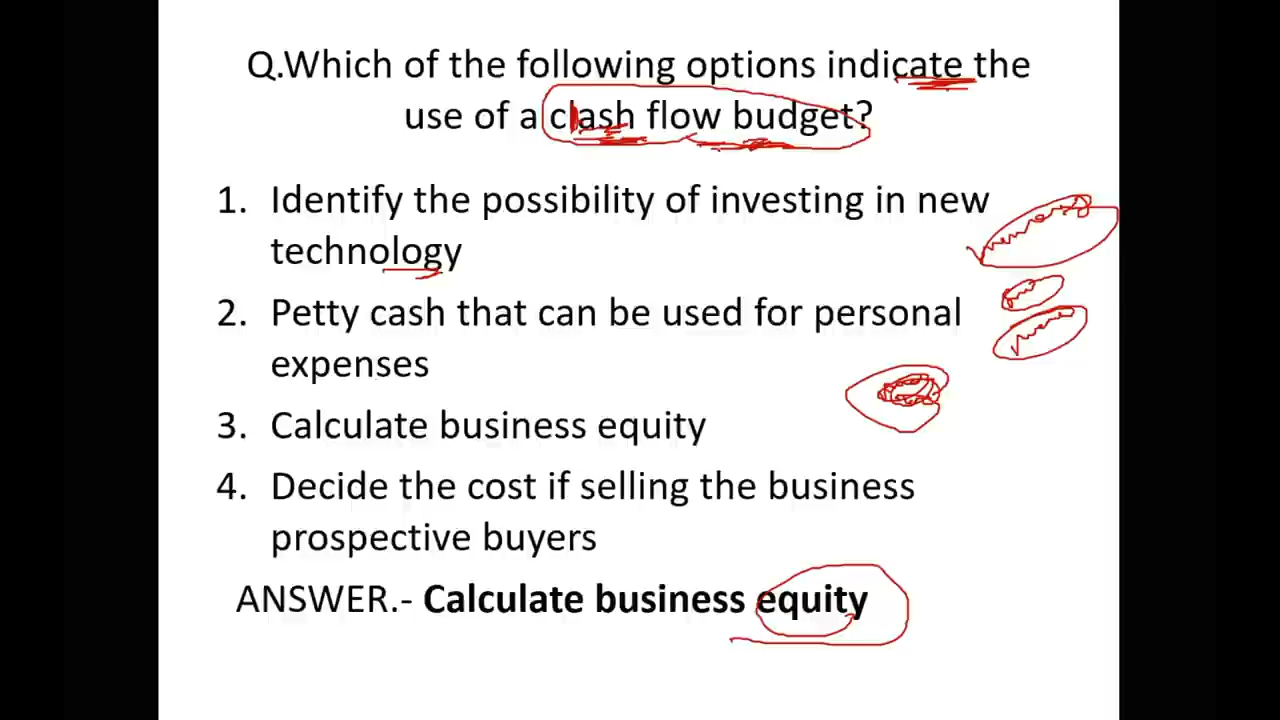 Q.Which of the following options indicate the
use of a clash flow budget?
1. Identify the possibility of investing in new
technology
2. Petty cash that can be used for personal
expenses
3. Calculate business equity
4. Decide the cost if selling the business
prospective buyers
ANSWER.- Calculate business equity